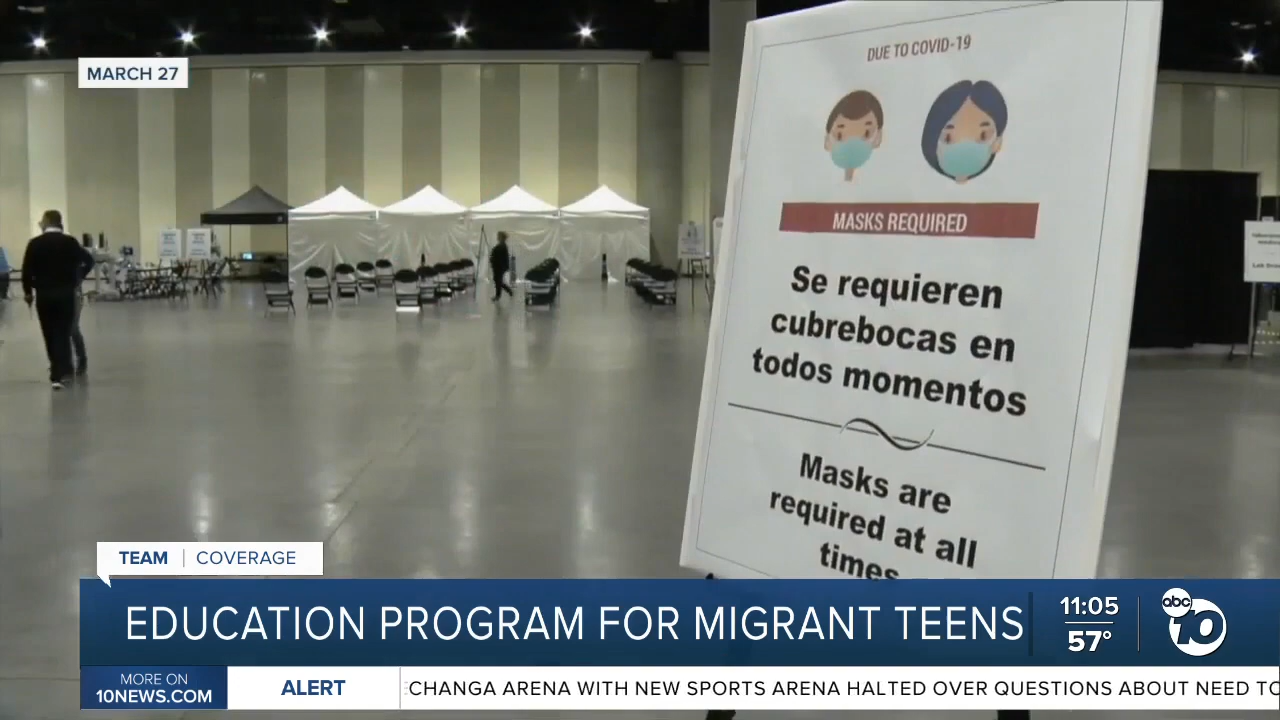 MARCH 27
DUE TO COVID-19
MASKS REQUIRED
Se requieren
cubrebocas en
todos momentos
Masks are
required at all
times
TEAM | COVERAGE
EDUCATION PROGRAM FOR MIGRANT TEENS
11:05
57°
abc
10
MORE ON
10NEWS.COM
ALERT
CHANGA ARENA WITH NEW SPORTS ARENA HALTED OVER QUESTIONS ABOUT NEED TO